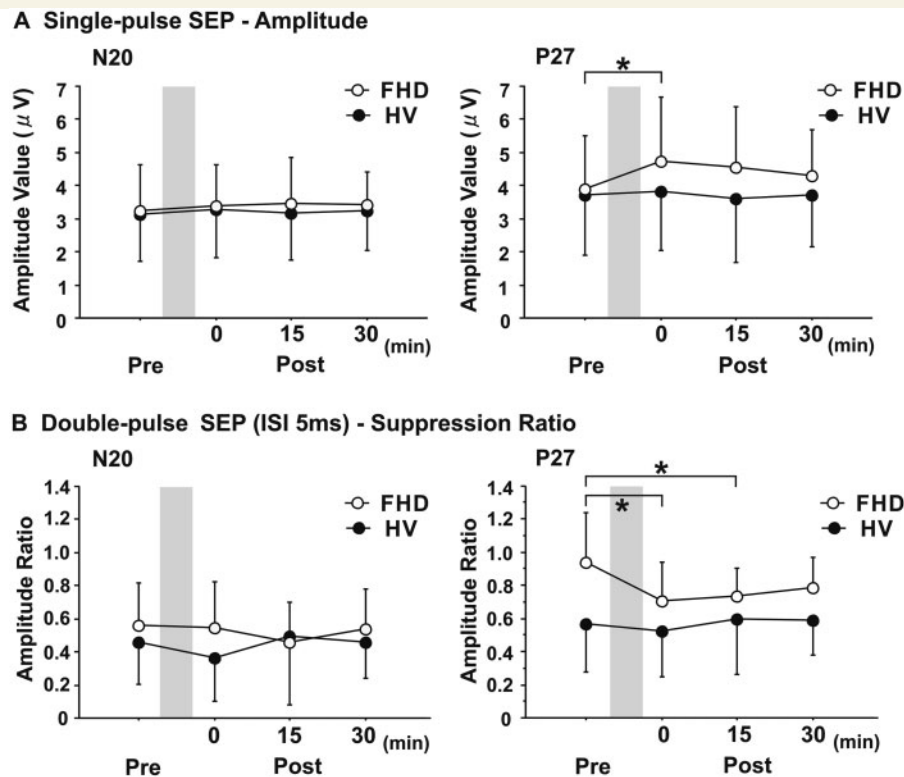 A Single-pulse SEP - Amplitude
N20
P27
Amplitude Value (μV)
7
6
5
4
3
2
1
0
FHD
HV
0 15 30 (min)
Pre Post
Amplitude Value (μV)
7
6
5
4
3
2
1
0
*
FHD
HV
0 15 30 (min)
Pre Post
B Double-pulse SEP (ISI 5ms) - Suppression Ratio
N20
P27
Amplitude Ratio
1.4
1.2
1.0
0.8
0.6
0.4
0.2
0
FHD
HV
0 15 30 (min)
Pre Post
Amplitude Ratio
1.4
1.2
1.0
0.8
0.6
0.4
0.2
0
*
*
FHD
HV
0 15 30 (min)
Pre Post